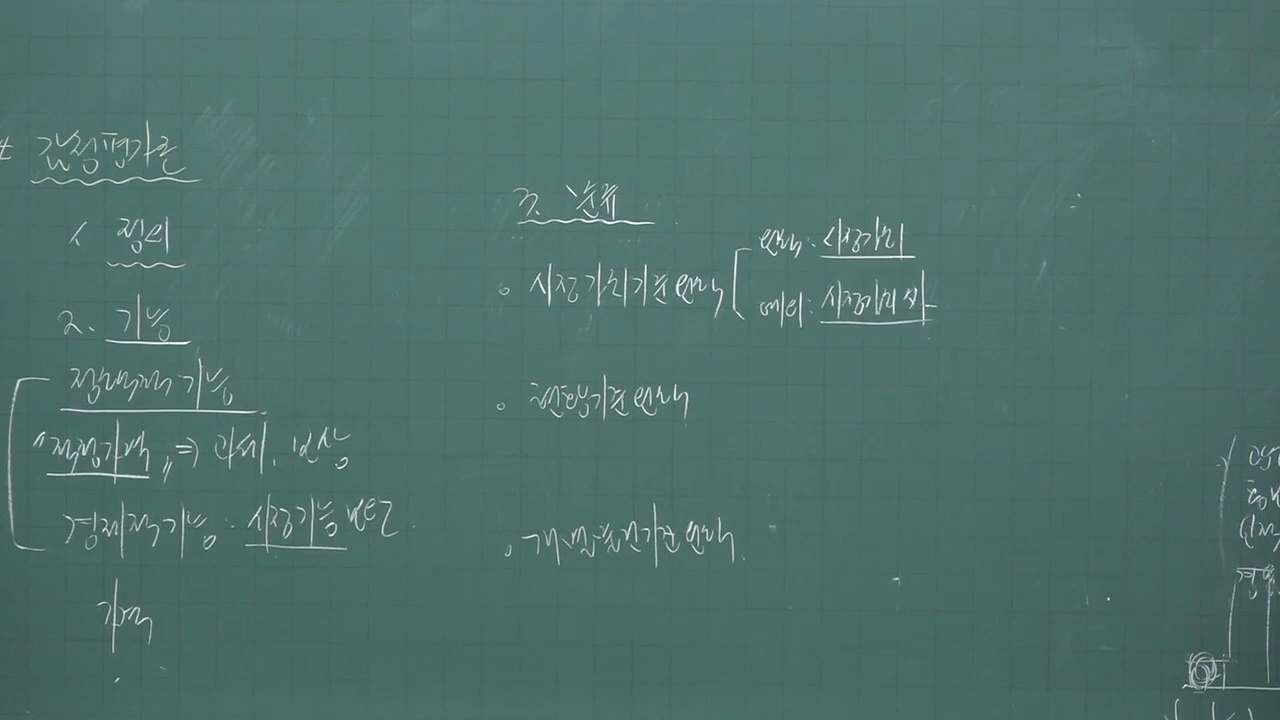 # 감정평가론
1. 정의
2. 기능
정책적 기능
"적정가격" ⇒ 과세, 보상
경제적 기능 · 시장기능 보완
가격
3. 분류
◦ 시장가치기준 원칙
원칙 : 시장가치
예외 : 시장가치 外
◦ 현황기준 원칙
◦ 개별물건기준 원칙